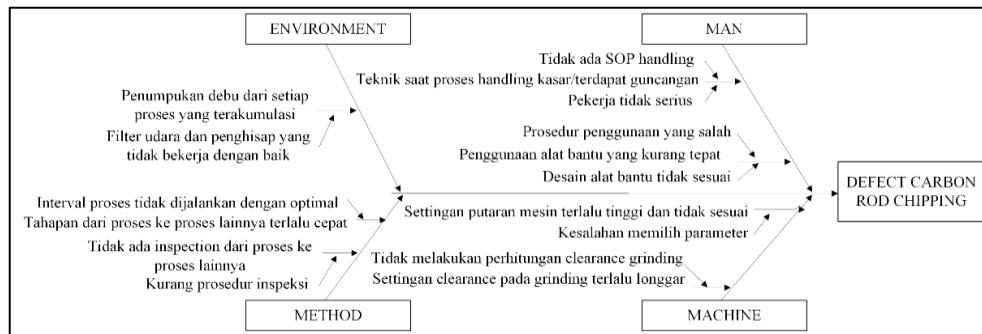 ENVIRONMENT
MAN
Tidak ada SOP handling
Teknik saat proses handling kasar/terdapat guncangan
Pekerja tidak serius
Penumpukan debu dari setiap
proses yang terakumulasi
Filter udara dan penghisap yang
tidak bekerja dengan baik
Prosedur penggunaan yang salah
Penggunaan alat bantu yang kurang tepat
Desain alat bantu tidak sesuai
DEFECT CARBON
ROD CHIPPING
Interval proses tidak dijalankan dengan optimal
Tahapan dari proses ke proses lainnya terlalu cepat
Tidak ada inspection dari proses ke
proses lainnya
Kurang prosedur inspeksi
Settingan putaran mesin terlalu tinggi dan tidak sesuai
Kesalahan memilih parameter
Tidak melakukan perhitungan clearance grinding
Settingan clearance pada grinding terlalu longgar
METHOD
MACHINE